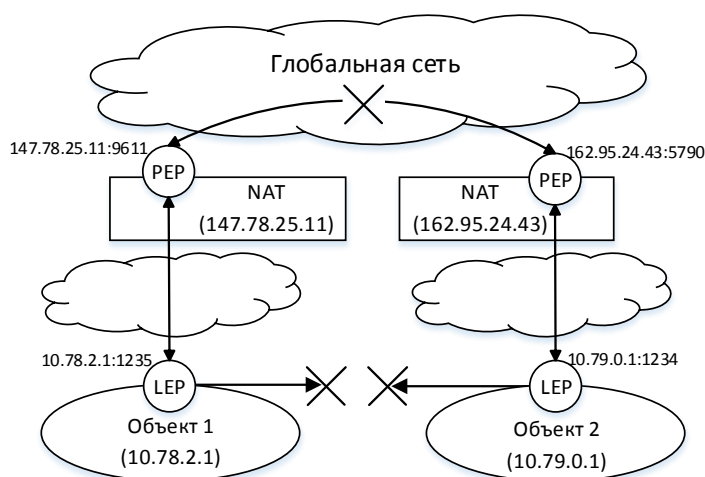 Глобальная сеть
147.78.25.11:9611
162.95.24.43:5790
PEP
PEP
NAT
(147.78.25.11)
NAT
(162.95.24.43)
10.78.2.1:1235
10.79.0.1:1234
LEP
LEP
Объект 1
(10.78.2.1)
Объект 2
(10.79.0.1)